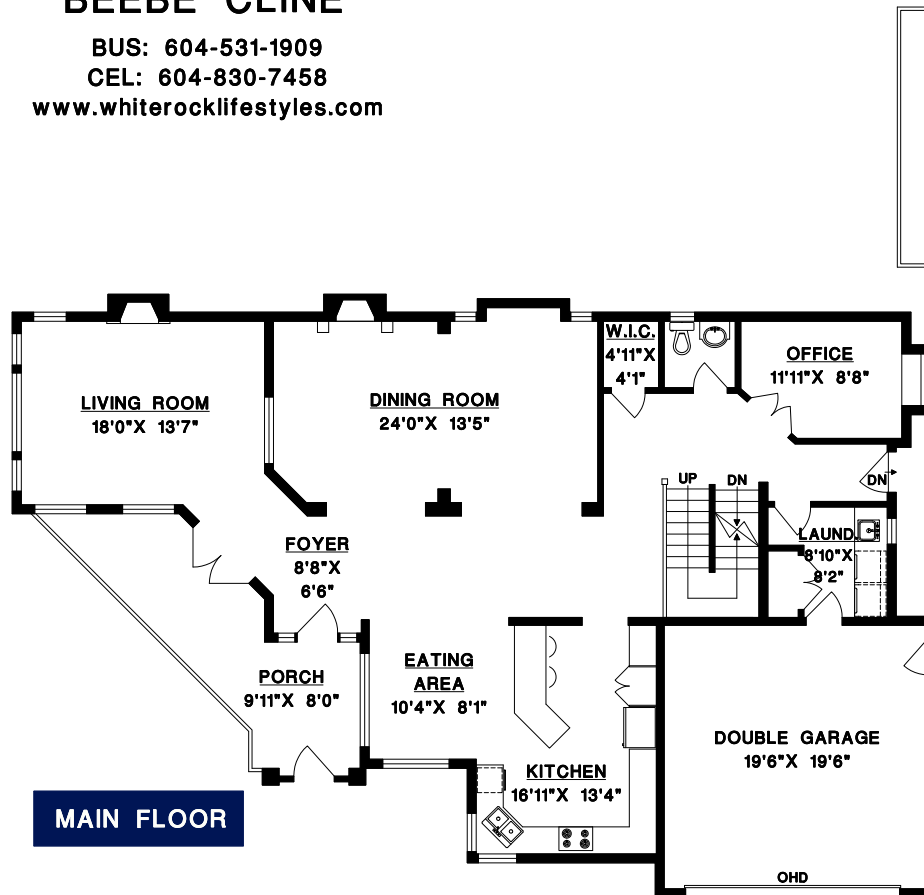 BEEBE CLINE
BUS: 604-531-1909
CEL: 604-830-7458
www.whiterocklifestyles.com
W.I.C.
4'11"X
4'1"
OFFICE
11'11"X 8'8"
LIVING ROOM
18'0"X 13'7"
DINING ROOM
24'0"X 13'5"
UP
DN
DN
FOYER
8'8"X
6'6"
LAUND.
8'10"X
8'2"
PORCH
9'11"X 8'0"
EATING
AREA
10'4"X 8'1"
DOUBLE GARAGE
19'6"X 19'6"
KITCHEN
16'11"X 13'4"
MAIN FLOOR
OHD